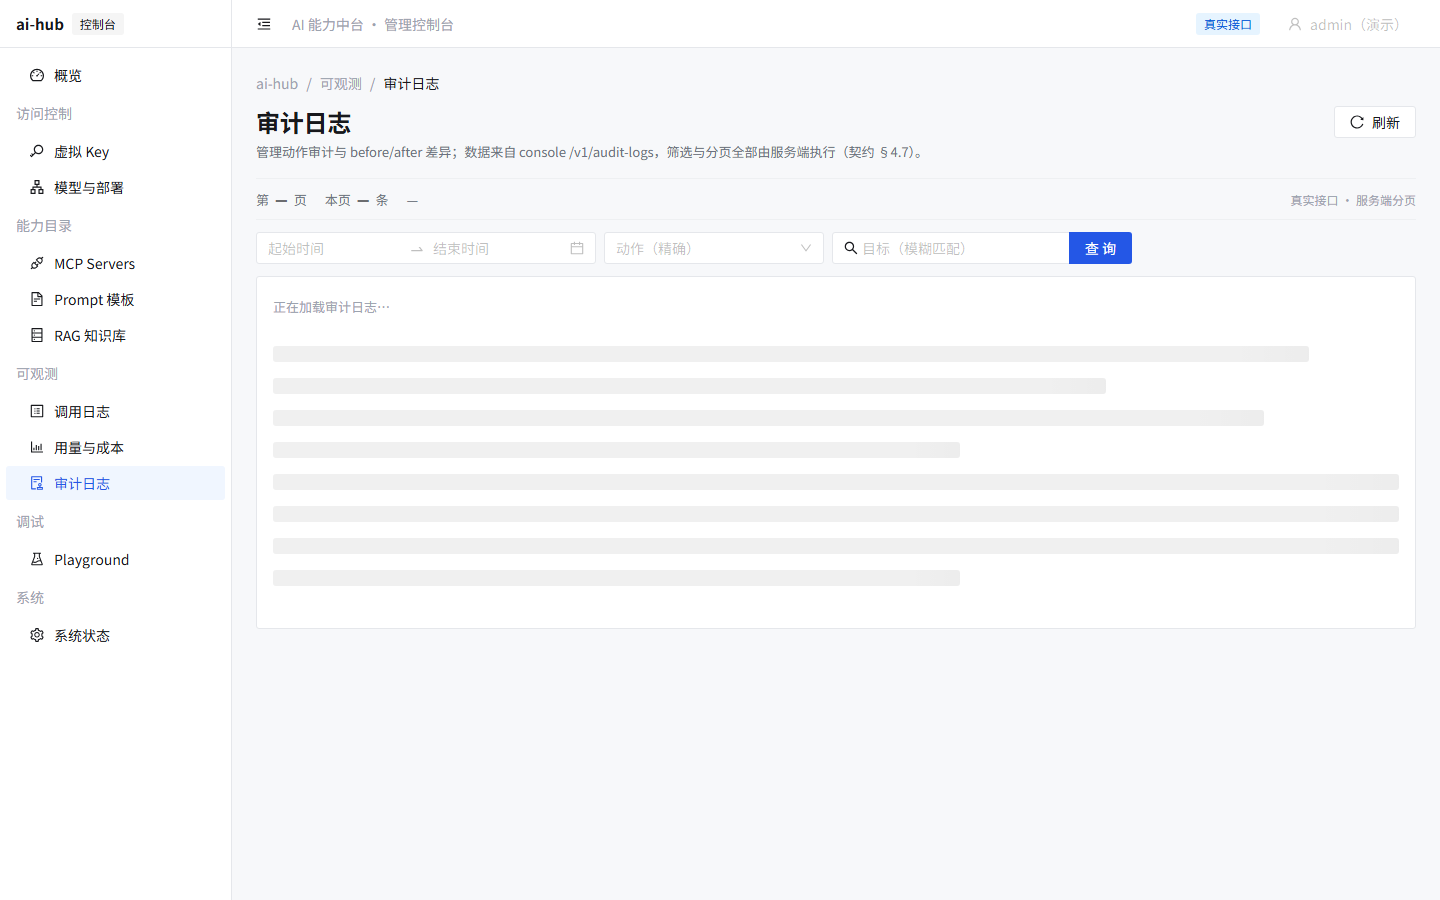 ai-hub 控制台
AI 能力中台 · 管理控制台
真实接口
admin（演示）
概览
访问控制
虚拟 Key
模型与部署
能力目录
MCP Servers
Prompt 模板
RAG 知识库
可观测
调用日志
用量与成本
审计日志
调试
Playground
系统
系统状态
ai-hub / 可观测 / 审计日志
审计日志
刷新
管理动作审计与 before/after 差异；数据来自 console /v1/audit-logs，筛选与分页全部由服务端执行（契约 §4.7）。
第 — 页 本页 — 条 —
真实接口 · 服务端分页
起始时间
结束时间
动作（精确）
目标（模糊匹配）
查 询
正在加载审计日志…